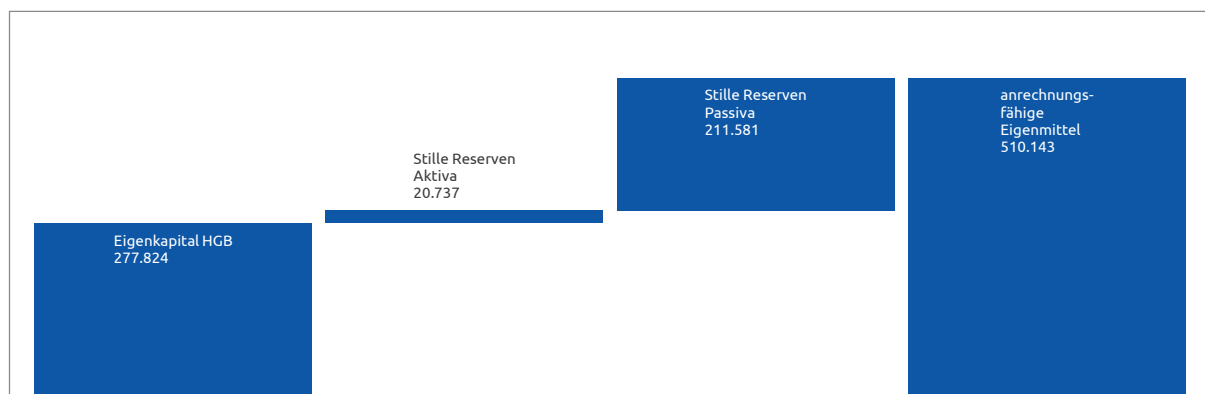 Eigenkapital HGB
277.824
Stille Reserven
Aktiva
20.737
Stille Reserven
Passiva
211.581
anrechnungs-
fähige
Eigenmittel
510.143